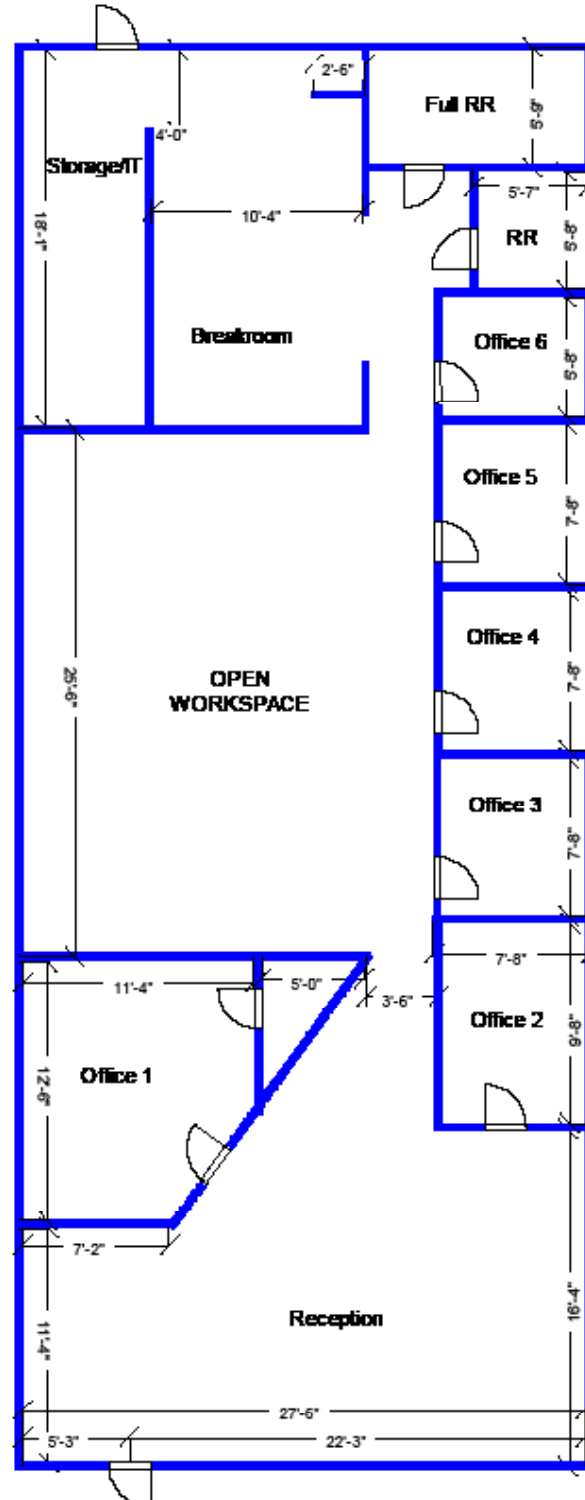 2'-6"
Full RR
5'-9"
4'-0"
Storage/IT
5'-7"
10'-4"
18'-1"
RR
5'-8"
Breakroom
Office 6
5'-8"
Office 5
7'-8"
Office 4
7'-8"
OPEN
WORKSPACE
25'-6"
Office 3
7'-8"
7'-8"
11'-4"
5'-0"
3'-6"
Office 2
9'-8"
Office 1
12'-6"
7'-2"
Reception
16'-4"
11'-4"
27'-6"
5'-3"
22'-3"